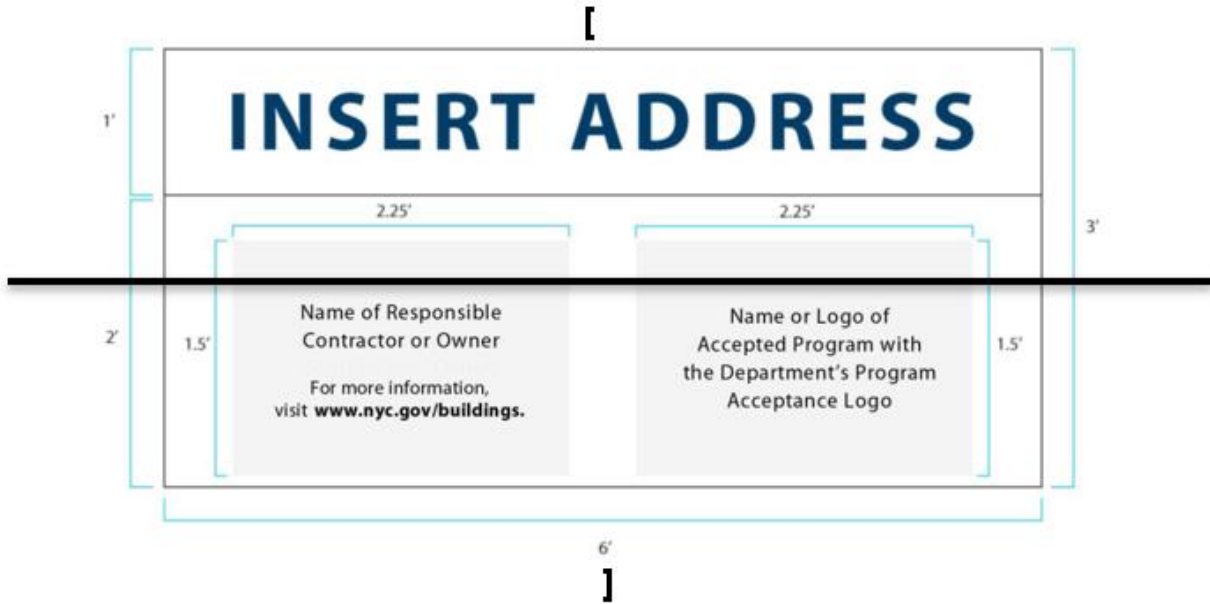 [
INSERT ADDRESS
1'
2.25'
2.25'
3'
2'
1.5'
Name of Responsible
Contractor or Owner
For more information,
visit www.nyc.gov/buildings.
Name or Logo of
Accepted Program with
the Department's Program
Acceptance Logo
1.5'
6'
]